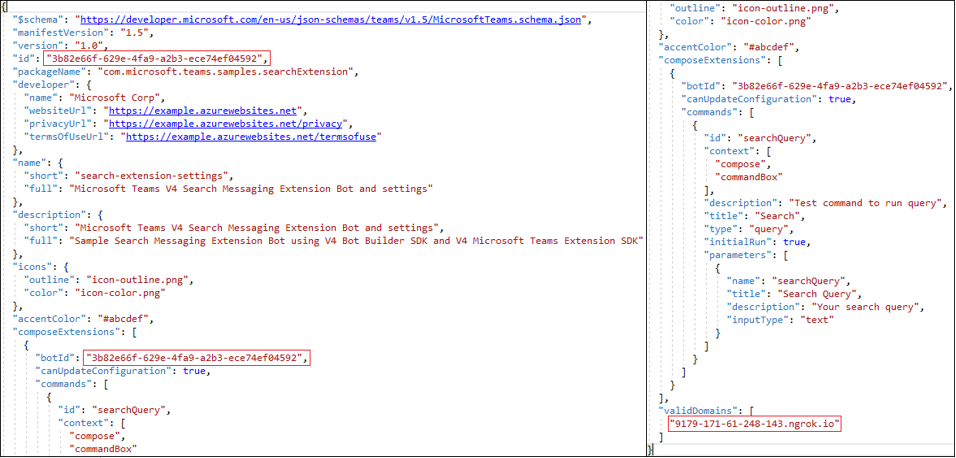 {
"$schema": "https://developer.microsoft.com/en-us/json-schemas/teams/v1.5/MicrosoftTeams.schema.json",
"manifestVersion": "1.5",
"version": "1.0",
"id": "3b82e66f-629e-4fa9-a2b3-ece74ef04592",
"packageName": "com.microsoft.teams.samples.searchExtension",
"developer": {
"name": "Microsoft Corp",
"websiteUrl": "https://example.azurewebsites.net",
"privacyUrl": "https://example.azurewebsites.net/privacy",
"termsOfUseUrl": "https://example.azurewebsites.net/termsofuse"
},
"name": {
"short": "search-extension-settings",
"full": "Microsoft Teams V4 Search Messaging Extension Bot and settings"
},
"description": {
"short": "Microsoft Teams V4 Search Messaging Extension Bot and settings",
"full": "Sample Search Messaging Extension Bot using V4 Bot Builder SDK and V4 Microsoft Teams Extension SDK"
},
"icons": {
"outline": "icon-outline.png",
"color": "icon-color.png"
},
"accentColor": "#abcdef",
"composeExtensions": [
{
"botId": "3b82e66f-629e-4fa9-a2b3-ece74ef04592",
"canUpdateConfiguration": true,
"commands": [
{
"id": "searchQuery",
"context": [
"compose",
"commandBox"
"outline": "icon-outline.png",
"color": "icon-color.png"
},
"accentColor": "#abcdef",
"composeExtensions": [
{
"botId": "3b82e66f-629e-4fa9-a2b3-ece74ef04592",
"canUpdateConfiguration": true,
"commands": [
{
"id": "searchQuery",
"context": [
"compose",
"commandBox"
],
"description": "Test command to run query",
"title": "Search",
"type": "query",
"initialRun": true,
"parameters": [
{
"name": "searchQuery",
"title": "Search Query",
"description": "Your search query",
"inputType": "text"
}
]
}
]
}
],
"validDomains": [
"9179-171-61-248-143.ngrok.io"
]
}